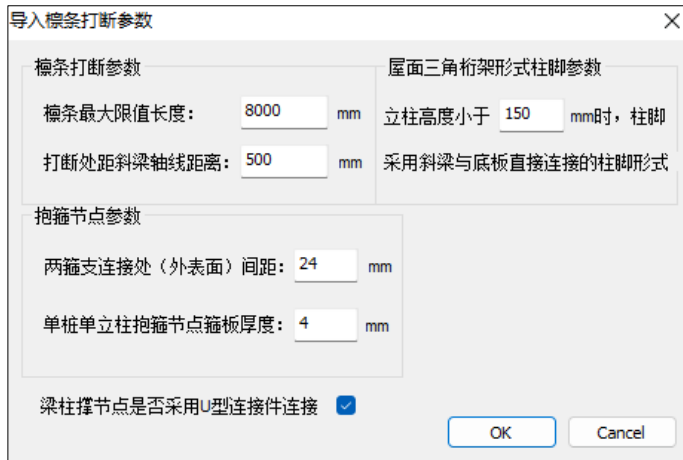 导入檩条打断参数
檩条打断参数
檩条最大限值长度: 8000 mm
打断处距斜梁轴线距离: 500 mm
屋面三角桁架形式柱脚参数
立柱高度小于 150 mm时，柱脚
采用斜梁与底板直接连接的柱脚形式
抱箍节点参数
两箍支连接处（外表面）间距: 24 mm
单桩单立柱抱箍节点箍板厚度: 4 mm
梁柱撑节点是否采用U型连接件连接
OK Cancel